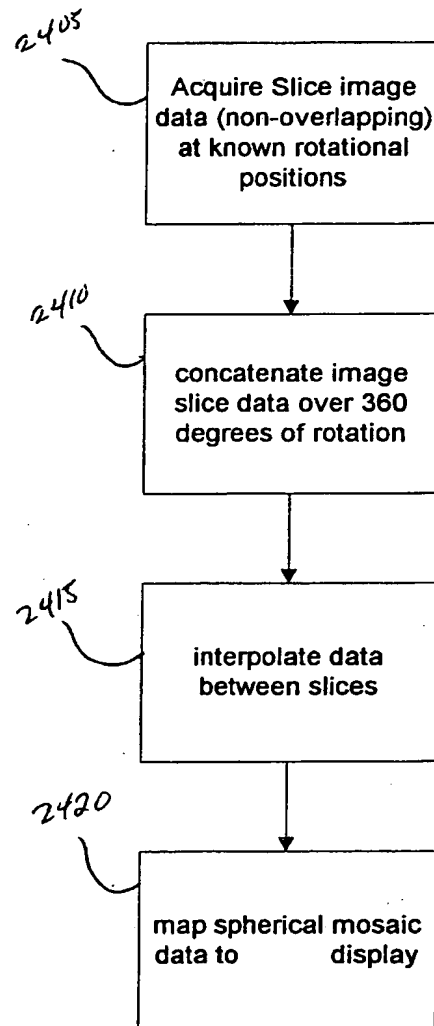 2405
Acquire Slice image
data (non-overlapping)
at known rotational
positions
2410
concatenate image
slice data over 360
degrees of rotation
2415
interpolate data
between slices
2420
map spherical mosaic
data to display